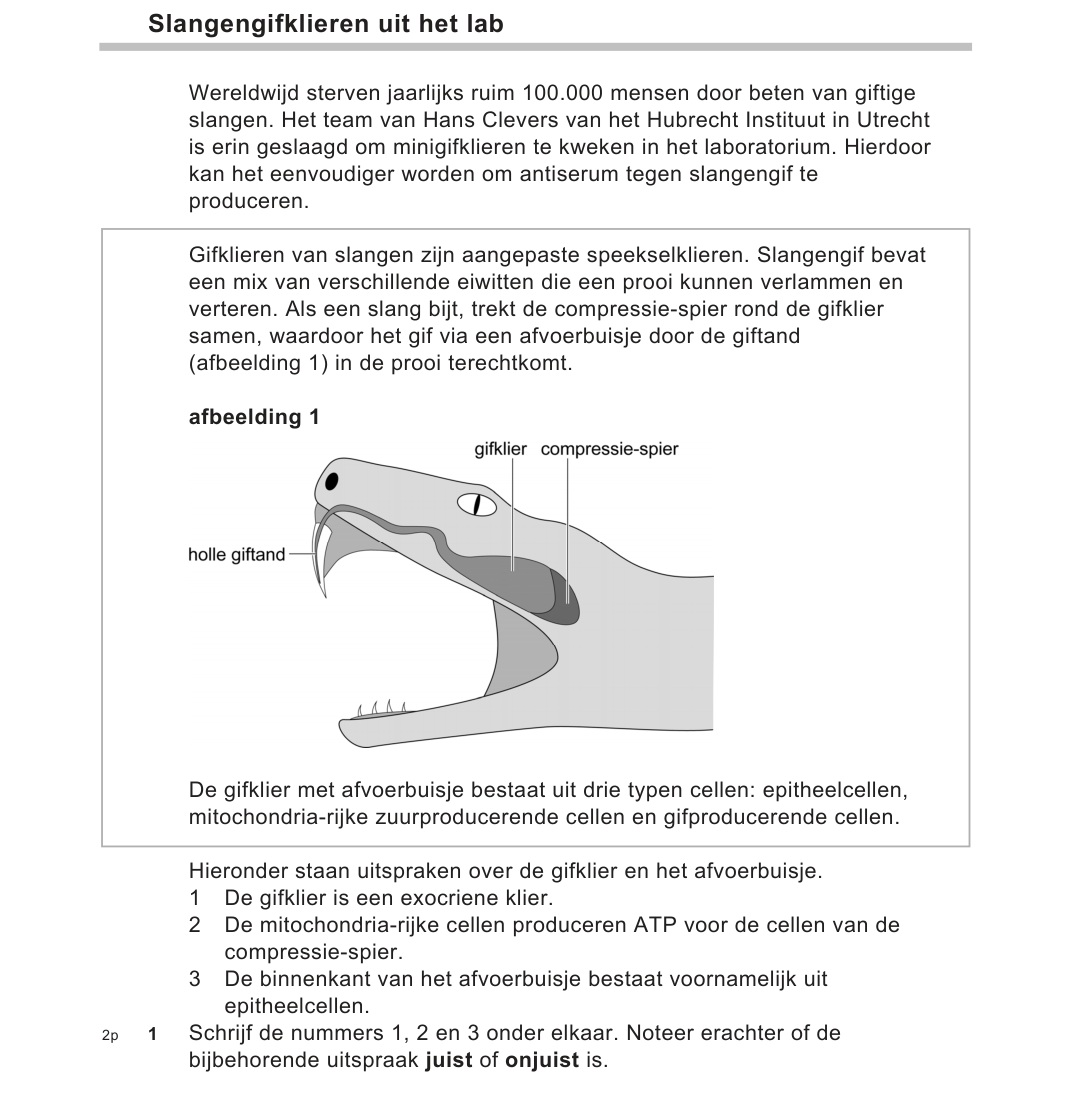 Slangengifklieren uit het lab
Wereldwijd sterven jaarlijks ruim 100.000 mensen door beten van giftige
slangen. Het team van Hans Clevers van het Hubrecht Instituut in Utrecht
is erin geslaagd om minigifklieren te kweken in het laboratorium. Hierdoor
kan het eenvoudiger worden om antiserum tegen slangengif te
produceren.
Gifklieren van slangen zijn aangepaste speekselklieren. Slangengif bevat
een mix van verschillende eiwitten die een prooi kunnen verlammen en
verteren. Als een slang bijt, trekt de compressie-spier rond de gifklier
samen, waardoor het gif via een afvoerbuisje door de giftand
(afbeelding 1) in de prooi terechtkomt.
afbeelding 1
gifklier compressie-spier
holle giftand
De gifklier met afvoerbuisje bestaat uit drie typen cellen: epitheelcellen,
mitochondria-rijke zuurproducerende cellen en gifproducerende cellen.
Hieronder staan uitspraken over de gifklier en het afvoerbuisje.
1 De gifklier is een exocriene klier.
2 De mitochondria-rijke cellen produceren ATP voor de cellen van de
compressie-spier.
3 De binnenkant van het afvoerbuisje bestaat voornamelijk uit
epitheelcellen.
2p 1 Schrijf de nummers 1, 2 en 3 onder elkaar. Noteer erachter of de
bijbehorende uitspraak juist of onjuist is.